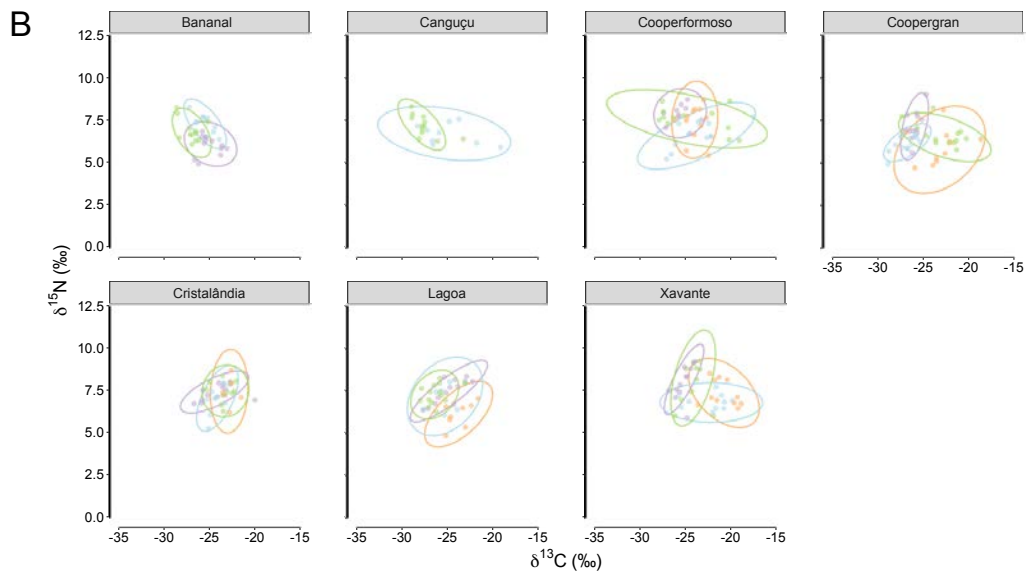 B
Bananal
Canguçu
Cooperformoso
Coopergran
12.5
10.0
7.5
5.0
2.5
0.0
-35 -30 -25 -20 -15
Cristalândia
Lagoa
Xavante
12.5
10.0
7.5
5.0
2.5
0.0
-35 -30 -25 -20 -15
-35 -30 -25 -20 -15
-35 -30 -25 -20 -15
δ15N (‰)
δ13C (‰)